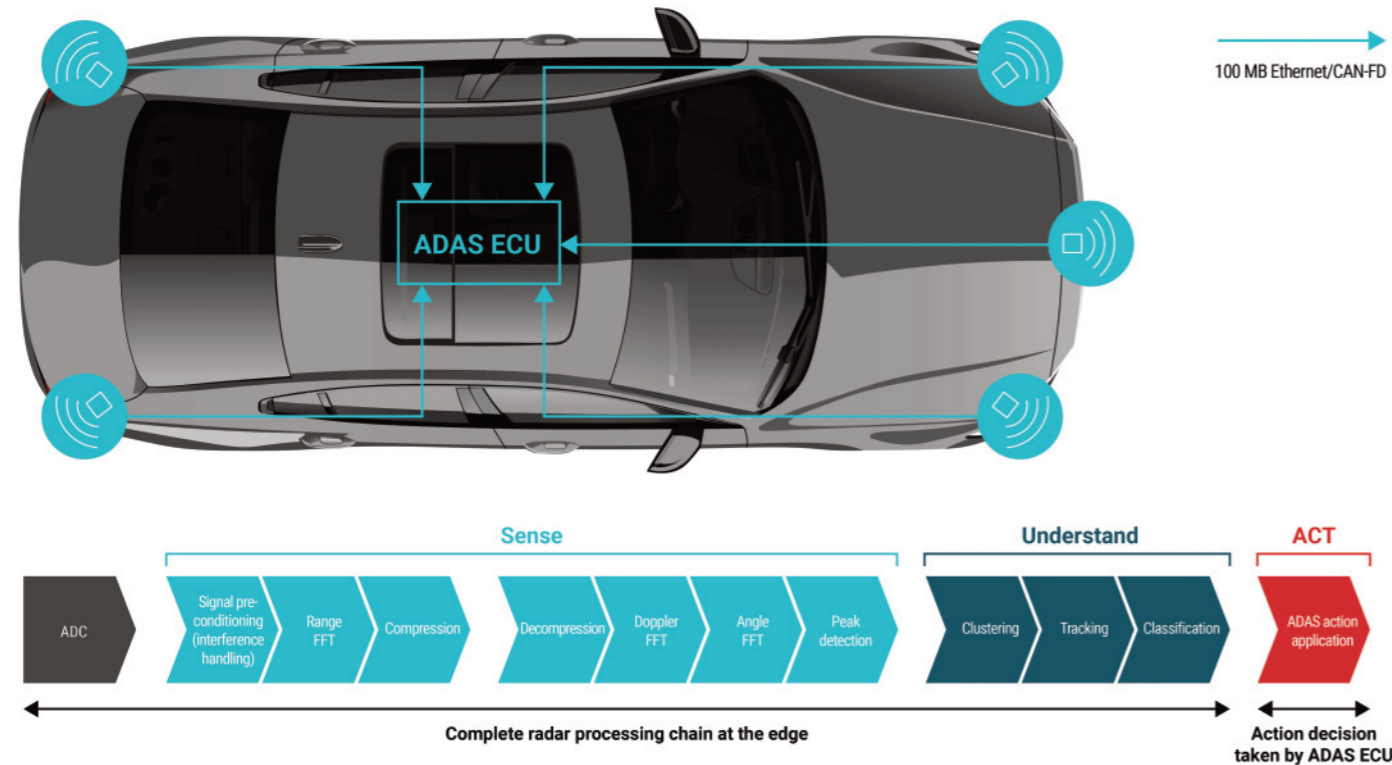 100 MB Ethernet/CAN-FD
ADAS ECU
Sense
Understand
ACT
ADC
Signal pre-
conditioning
(interference
handling)
Range
FFT
Compression
Decompression
Doppler
FFT
Angle
FFT
Peak
detection
Clustering
Tracking
Classification
ADAS action
application
Complete radar processing chain at the edge
Action decision
taken by ADAS ECU